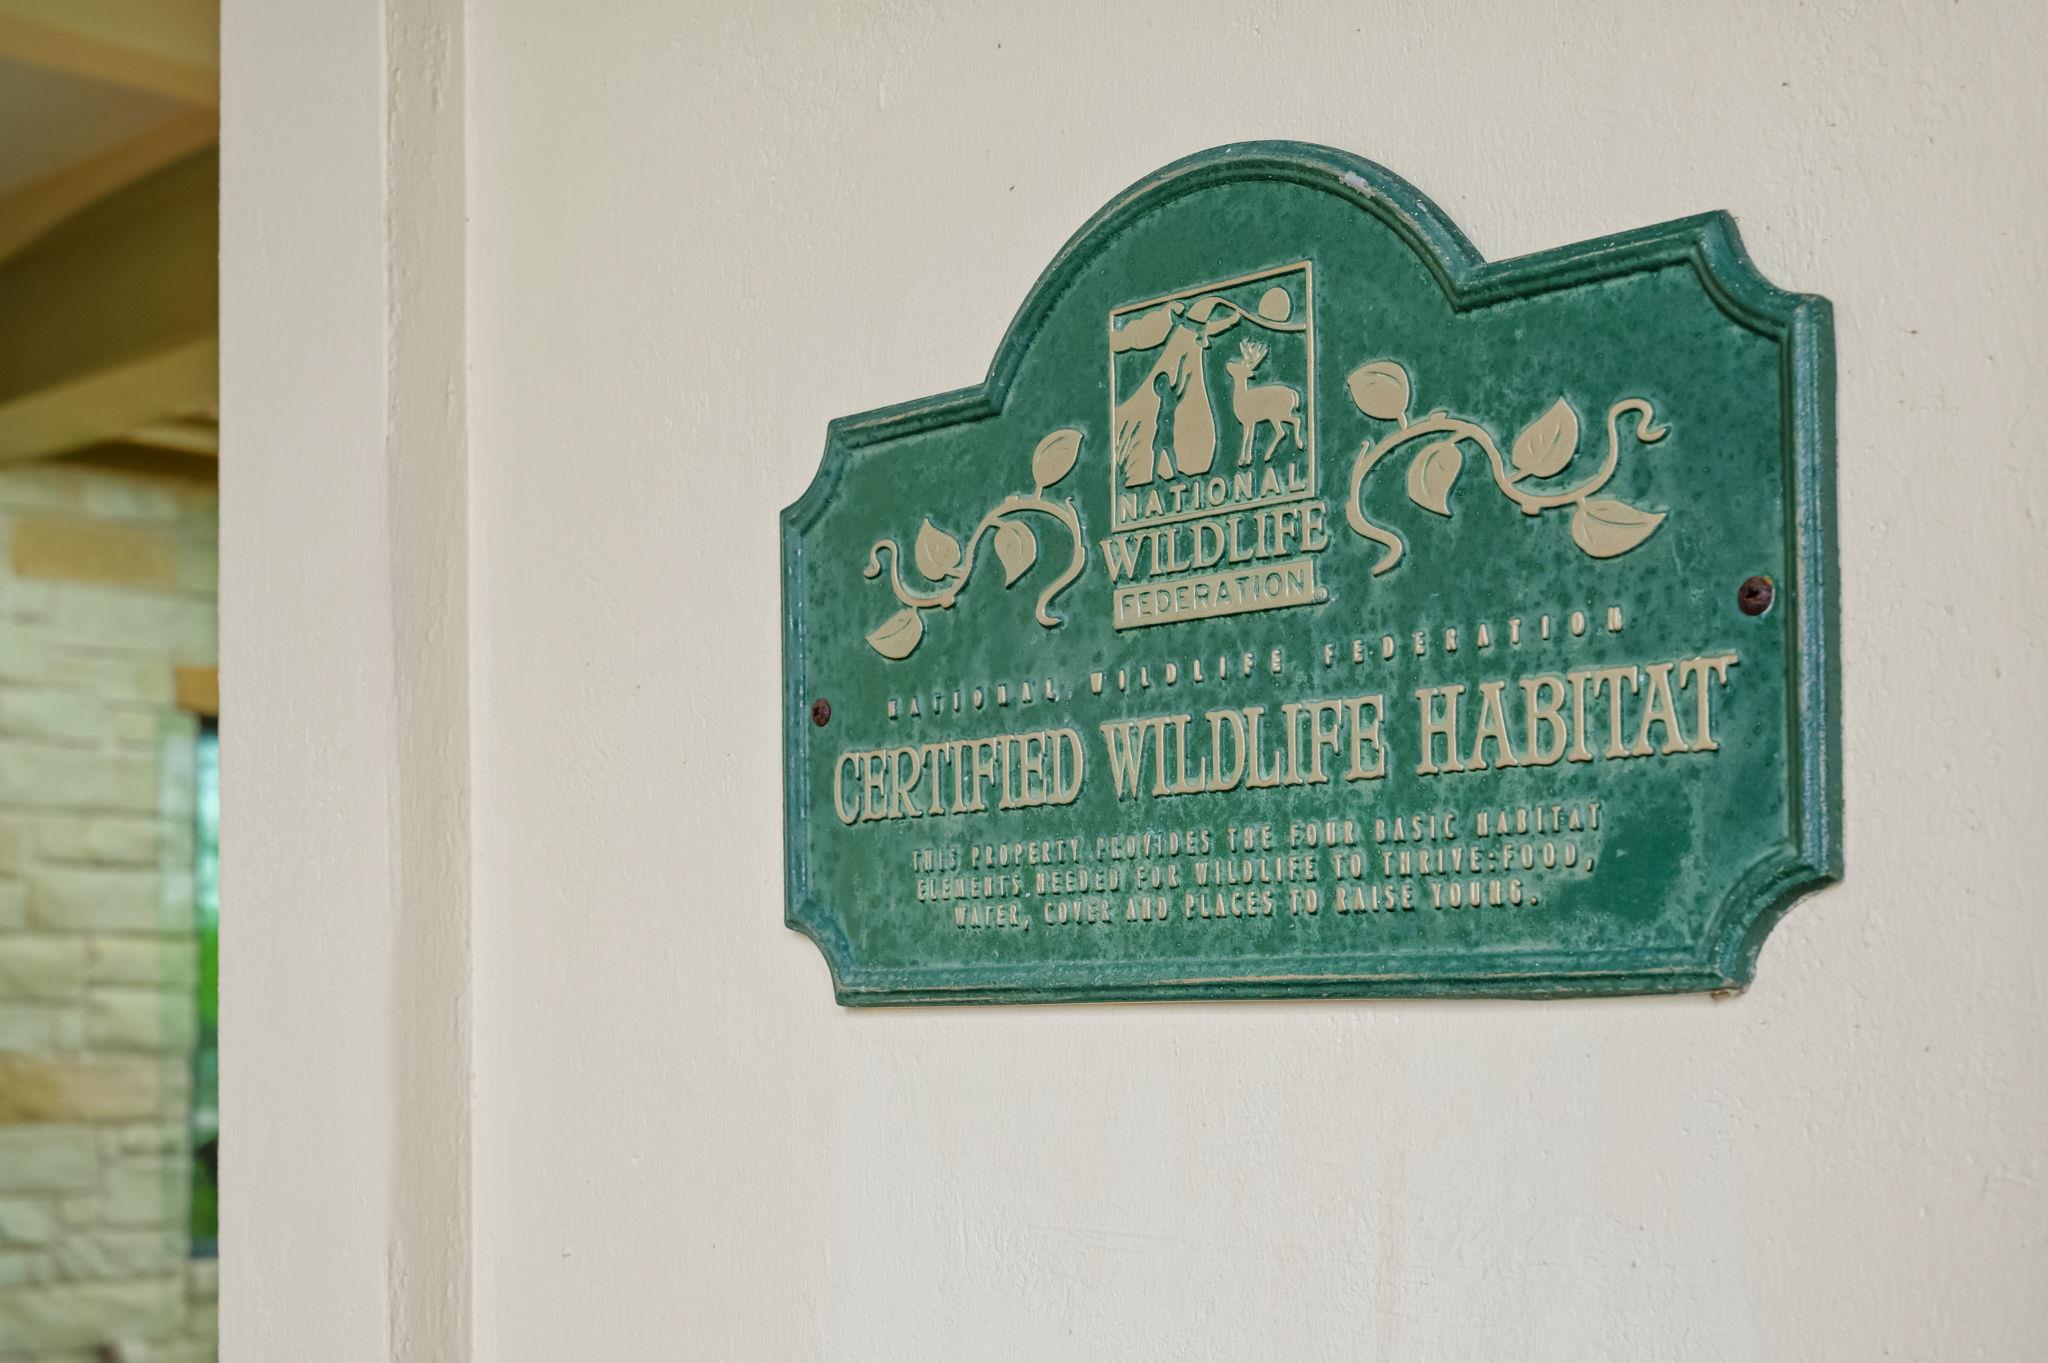 NATIONAL
WILDLIFE
FEDERATION®
NATIONAL WILDLIFE FEDERATION
CERTIFIED WILDLIFE HABITAT
THIS PROPERTY PROVIDES THE FOUR BASIC HABITAT
ELEMENTS NEEDED FOR WILDLIFE TO THRIVE: FOOD,
WATER, COVER AND PLACES TO RAISE YOUNG.